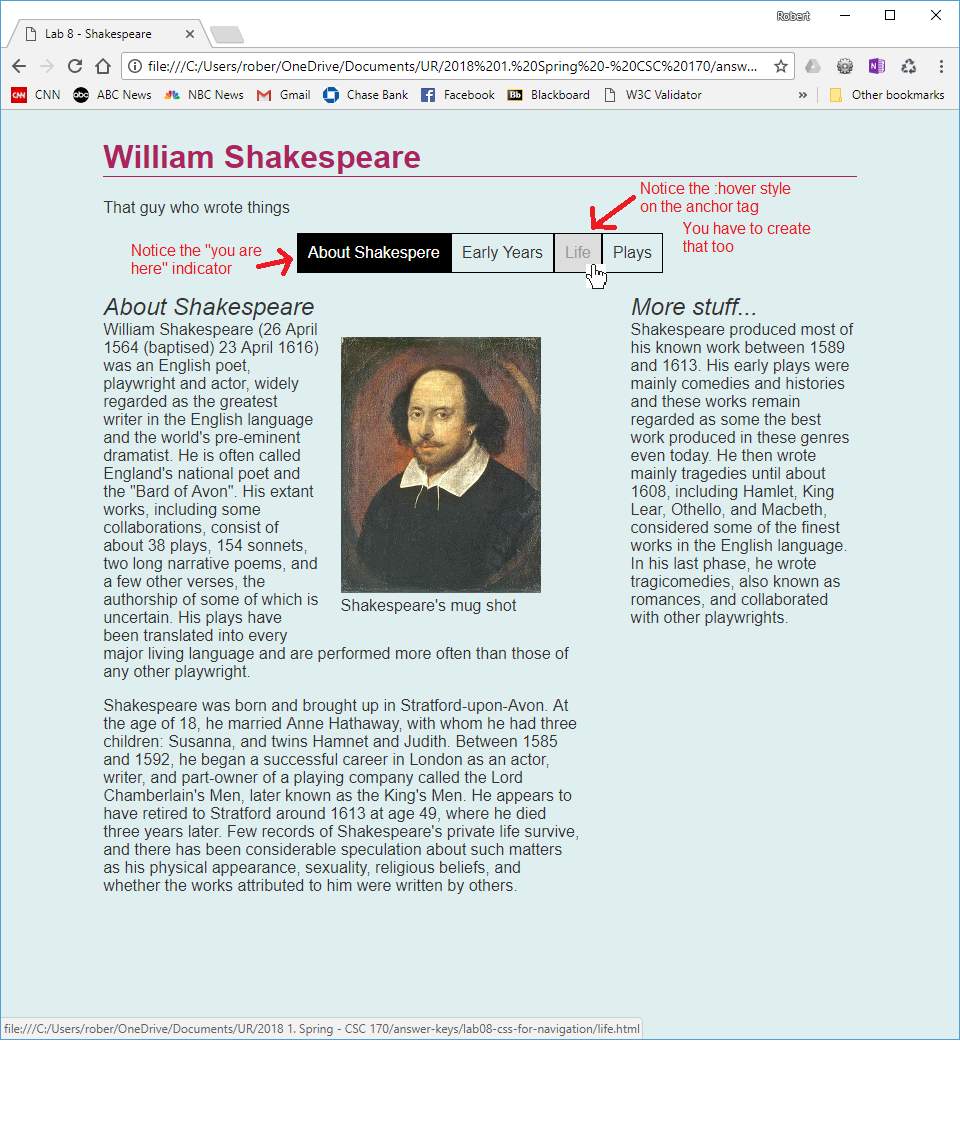 Robert
Lab 8 - Shakespeare
file:///C:/Users/rober/OneDrive/Documents/UR/2018%201.%20Spring%20-%20CSC%20170/answ...
CNN CNN abc ABC News NBC News Gmail Chase Bank Facebook Bb Blackboard W3C Validator » Other bookmarks
William Shakespeare
That guy who wrote things
Notice the :hover style
on the anchor tag
You have to create
that too
Notice the "you are
here" indicator
About Shakespere Early Years Life Plays
About Shakespeare
William Shakespeare (26 April
1564 (baptised) 23 April 1616)
was an English poet,
playwright and actor, widely
regarded as the greatest
writer in the English language
and the world's pre-eminent
dramatist. He is often called
England's national poet and
the "Bard of Avon". His extant
works, including some
collaborations, consist of
about 38 plays, 154 sonnets,
two long narrative poems, and
a few other verses, the
authorship of some of which is
uncertain. His plays have
been translated into every
major living language and are performed more often than those of
any other playwright.
Shakespeare's mug shot
Shakespeare was born and brought up in Stratford-upon-Avon. At
the age of 18, he married Anne Hathaway, with whom he had three
children: Susanna, and twins Hamnet and Judith. Between 1585
and 1592, he began a successful career in London as an actor,
writer, and part-owner of a playing company called the Lord
Chamberlain's Men, later known as the King's Men. He appears to
have retired to Stratford around 1613 at age 49, where he died
three years later. Few records of Shakespeare's private life survive,
and there has been considerable speculation about such matters
as his physical appearance, sexuality, religious beliefs, and
whether the works attributed to him were written by others.
More stuff...
Shakespeare produced most of
his known work between 1589
and 1613. His early plays were
mainly comedies and histories
and these works remain
regarded as some the best
work produced in these genres
even today. He then wrote
mainly tragedies until about
1608, including Hamlet, King
Lear, Othello, and Macbeth,
considered some of the finest
works in the English language.
In his last phase, he wrote
tragicomedies, also known as
romances, and collaborated
with other playwrights.
file:///C:/Users/rober/OneDrive/Documents/UR/2018 1. Spring - CSC 170/answer-keys/lab08-css-for-navigation/life.html